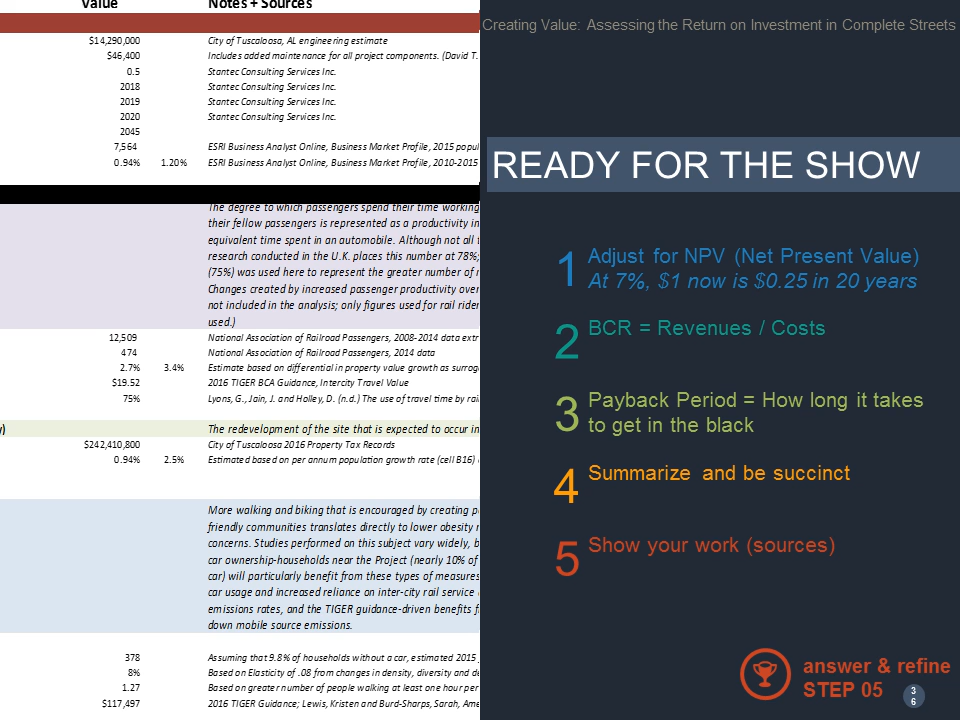 Value Notes + Sources
$14,290,000 City of Tuscaloosa, AL engineering estimate
$46,400 Includes added maintenance for all project components. (David T.
0.5 Stantec Consulting Services Inc.
2018 Stantec Consulting Services Inc.
2019 Stantec Consulting Services Inc.
2020 Stantec Consulting Services Inc.
2045
7,564 ESRI Business Analyst Online, Business Market Profile, 2015 popul
0.94% 1.20% ESRI Business Analyst Online, Business Market Profile, 2010-2015
The degree to which passengers spend their time working
their fellow passengers is represented as a productivity in
equivalent time spent in an automobile. Although not all
research conducted in the U.K. places this number at 78%;
(75%) was used here to represent the greater number of
Changes created by increased passenger productivity over
not included in the analysis; only figures used for rail rider
used.)
12,509 National Association of Railroad Passengers, 2008-2014 data extr
474 National Association of Railroad Passengers, 2014 data
2.7% 3.4% Estimate based on differential in property value growth as surrog
$19.52 2016 TIGER BCA Guidance, Intercity Travel Value
75% Lyons, G., Jain, J. and Holley, D. (n.d.) The use of travel time by rai
y) The redevelopment of the site that is expected to occur in
$242,410,800 City of Tuscaloosa 2016 Property Tax Records
0.94% 2.5% Estimated based on per annum population growth rate (cell B16)
More walking and biking that is encouraged by creating p
friendly communities translates directly to lower obesity
concerns. Studies performed on this subject vary widely, b
car ownership-households near the Project (nearly 10% of
car) will particularly benefit from these types of measures
car usage and increased reliance on inter-city rail service
emissions rates, and the TIGER guidance-driven benefits f
down mobile source emissions.
378 Assuming that 9.8% of households without a car, estimated 2015
8% Based on Elasticity of .08 from changes in density, diversity and de
1.27 Based on greater number of people walking at least one hour per
$117,497 2016 TIGER Guidance; Lewis, Kristen and Burd-Sharps, Sarah, Ame
Creating Value: Assessing the Return on Investment in Complete Streets
READY FOR THE SHOW
1 Adjust for NPV (Net Present Value)
At 7%, $1 now is $0.25 in 20 years
2 BCR = Revenues / Costs
3 Payback Period = How long it takes
to get in the black
4 Summarize and be succinct
5 Show your work (sources)
answer & refine
STEP 05
36